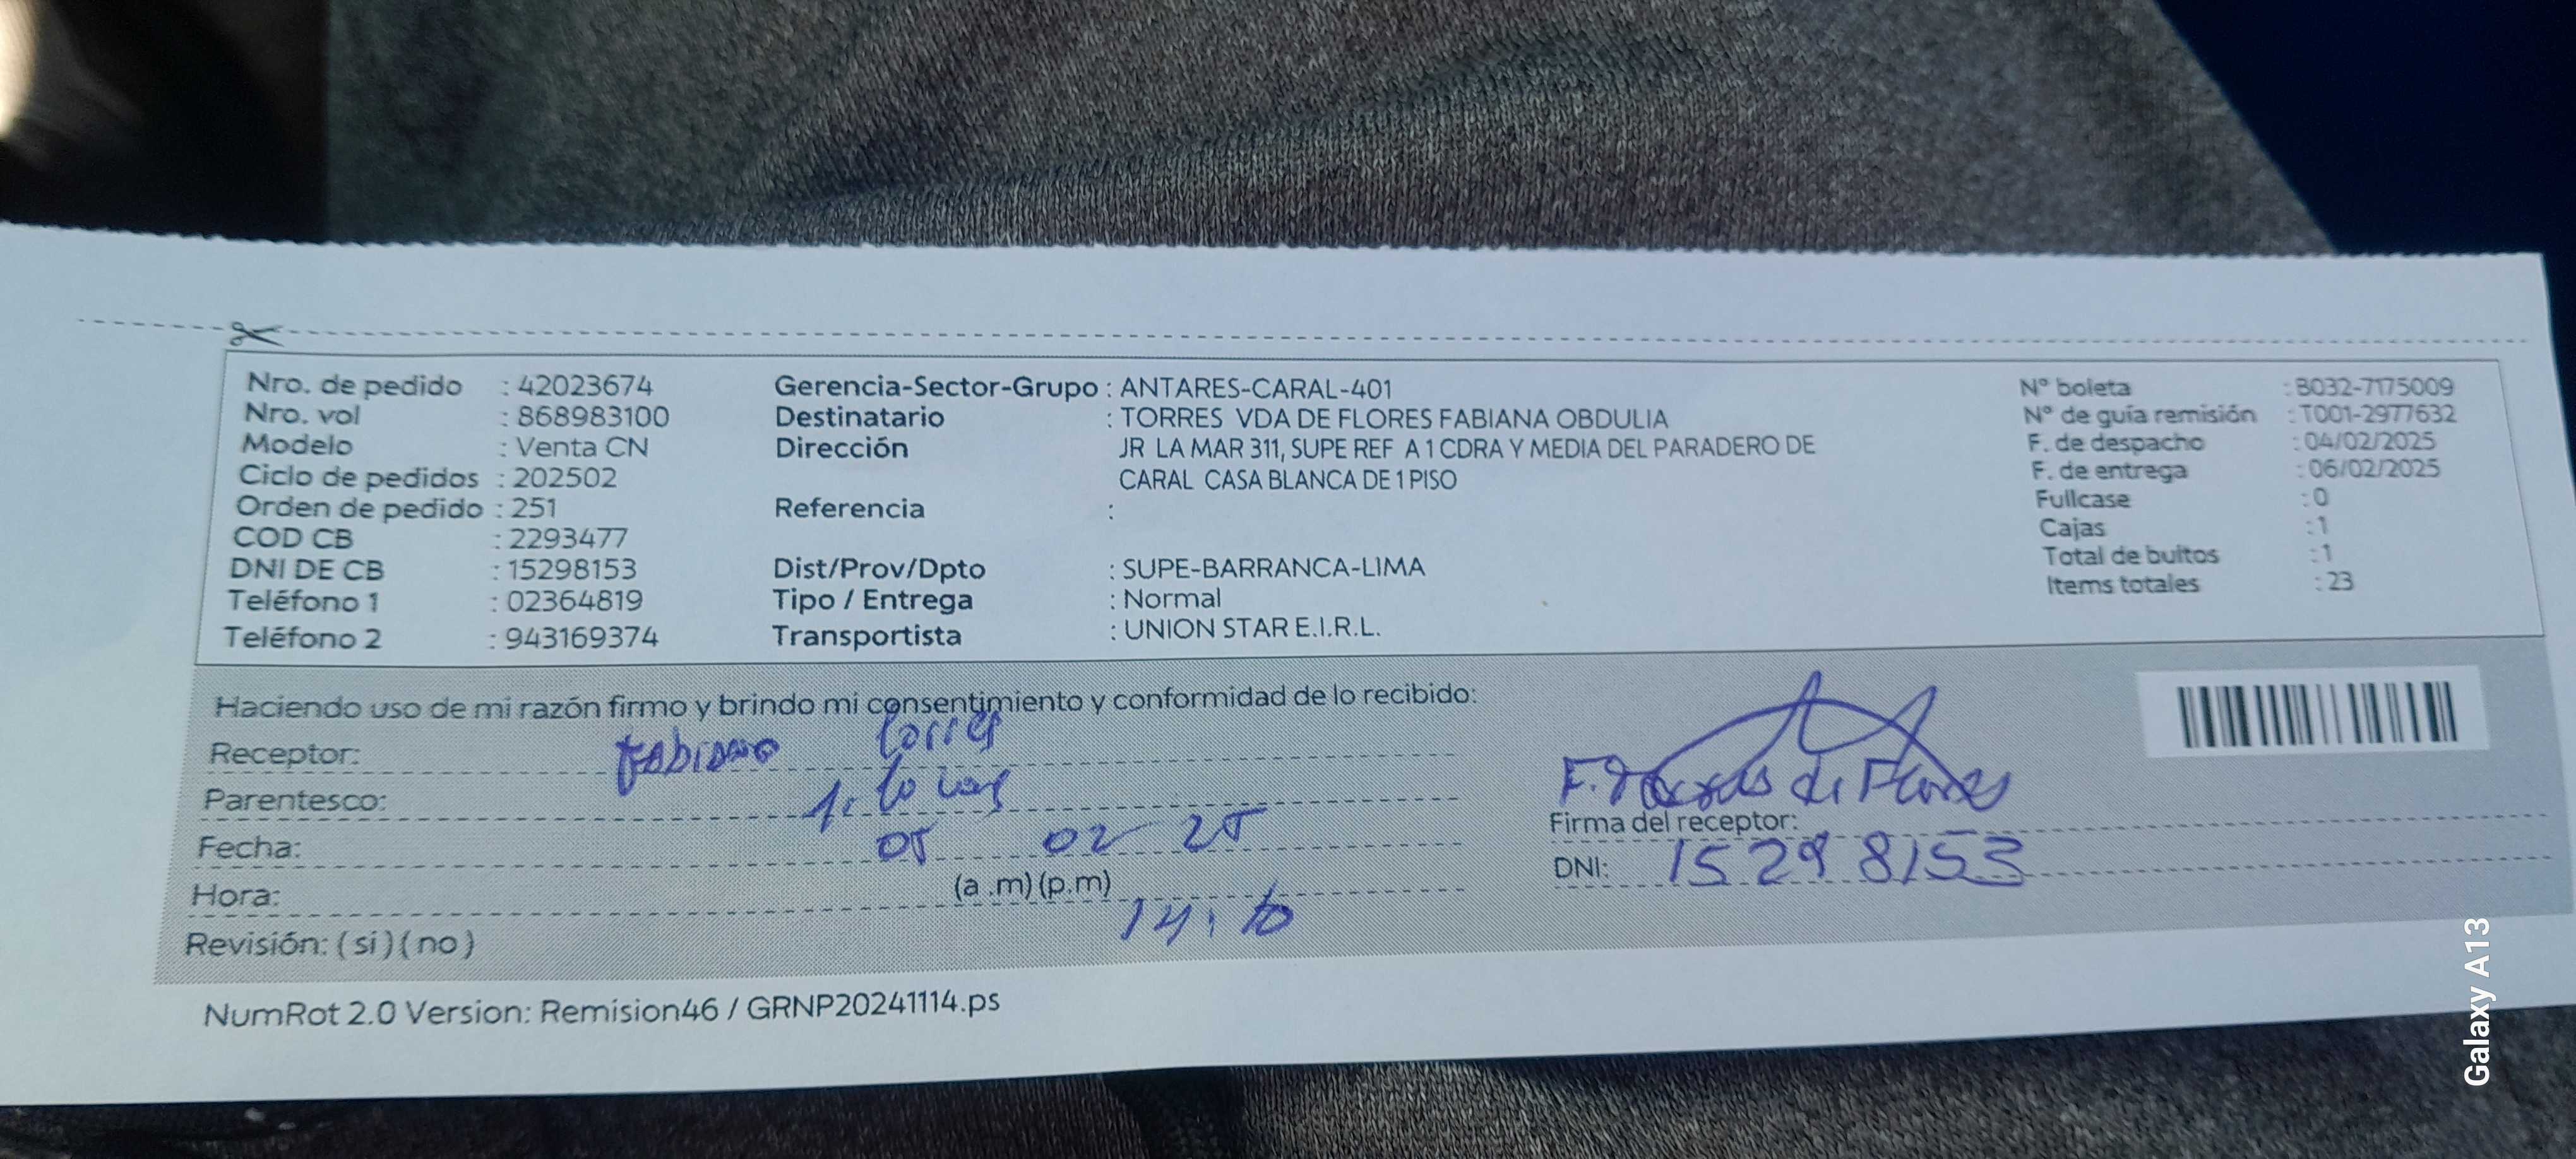 Nro. de pedido : 42023674
Nro. vol : 868983100
Modelo : Venta CN
Ciclo de pedidos : 202502
Orden de pedido : 251
COD CB : 2293477
DNI DE CB : 15298153
Teléfono 1 : 02364819
Teléfono 2 : 943169374
Gerencia-Sector-Grupo : ANTARES-CARAL-401
Destinatario : TORRES VDA DE FLORES FABIANA OBDULIA
Dirección JR LA MAR 311, SUPE REF A 1 CDRA Y MEDIA DEL PARADERO DE
CARAL CASA BLANCA DE 1 PISO
Referencia :
Dist/Prov/Dpto : SUPE-BARRANCA-LIMA
Tipo / Entrega : Normal
Transportista : UNION STAR E.I.R.L.
N° boleta : B032-7175009
N° de guía remisión : T001-2977632
F. de despacho : 04/02/2025
F. de entrega : 06/02/2025
Fullcase : 0
Cajas : 1
Total de bultos : 1
Items totales : 23
Haciendo uso de mi razón firmo y brindo mi consentimiento y conformidad de lo recibido:
Receptor: Torres
Parentesco:
Fecha: 05 02 25
Hora: (a .m) (p.m) 14:10
Revisión: ( si ) ( no )
F. de Flores
Firma del receptor:
DNI: 15298153
NumRot 2.0 Version: Remision46 / GRNP20241114.ps
Galaxy A13